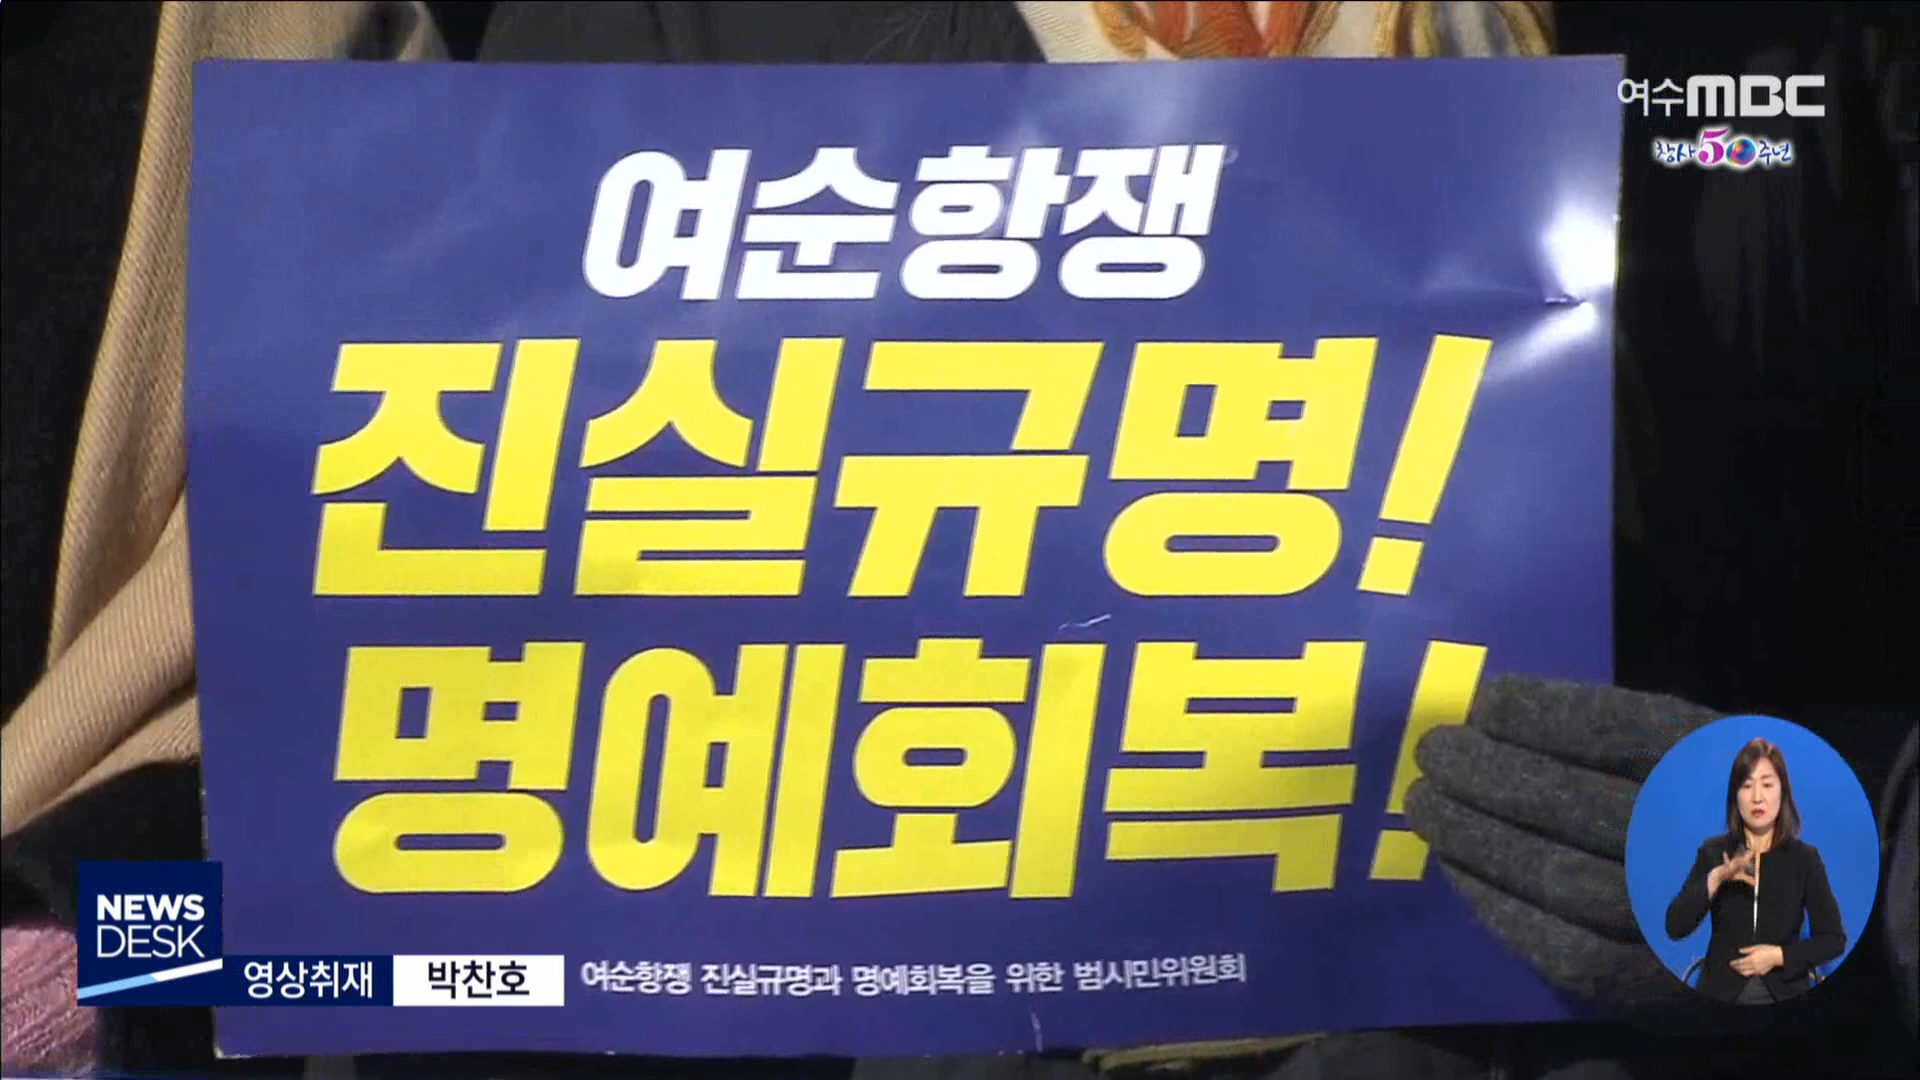 여수MBC
창사50주년
여순항쟁
진실규명!
명예회복!
여순항쟁 진실규명과 명예회복을 위한 범시민위원회
NEWS
DESK
영상취재 박찬호